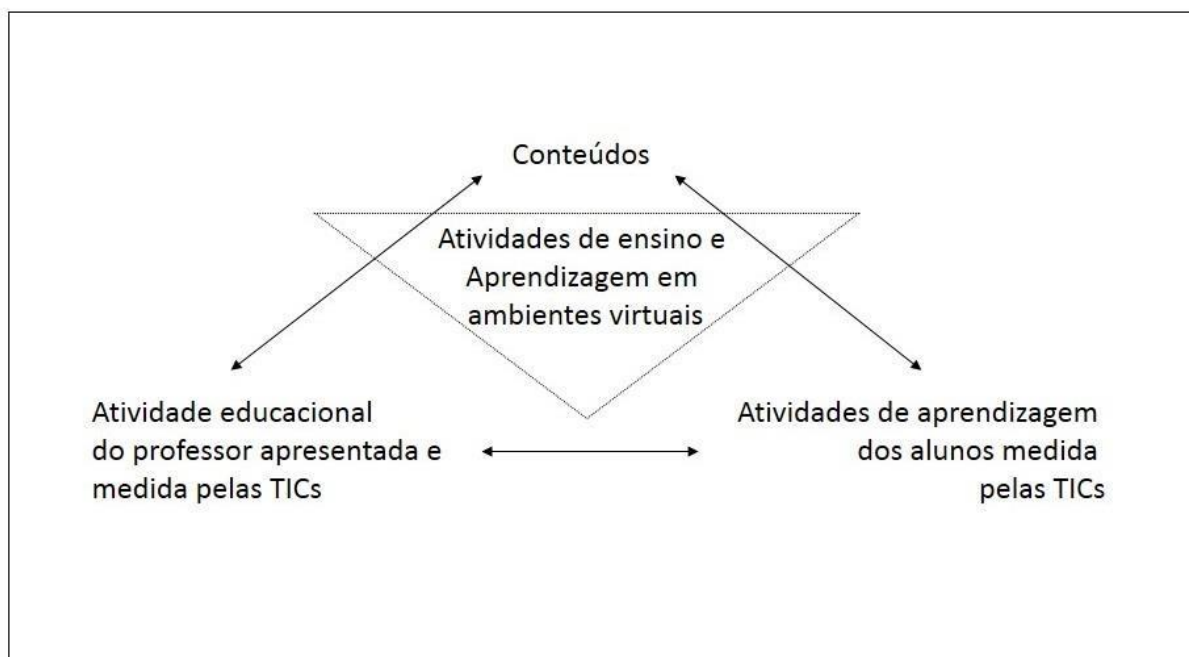 Conteúdos
Atividades de ensino e
Aprendizagem em
ambientes virtuais
Atividade educacional
do professor apresentada e
medida pelas TICs
Atividades de aprendizagem
dos alunos medida
pelas TICs